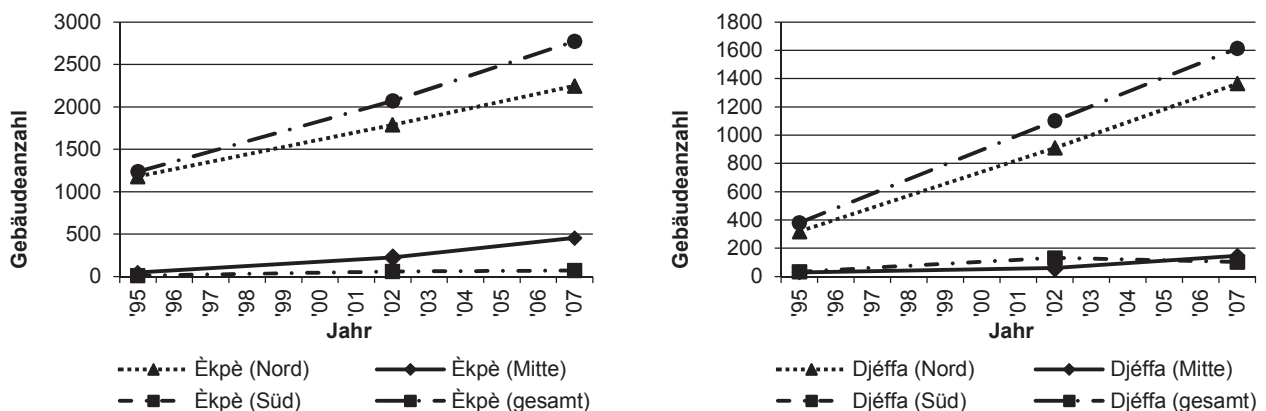 3000
2500
2000
1500
1000
500
0
Gebäudeanzahl
'95 '96 '97 '98 '99 '00 '01 '02 '03 '04 '05 '06 '07
Jahr
Èkpè (Nord) Èkpè (Mitte)
Èkpè (Süd) Èkpè (gesamt)
1800
1600
1400
1200
1000
800
600
400
200
0
Gebäudeanzahl
'95 '96 '97 '98 '99 '00 '01 '02 '03 '04 '05 '06 '07
Jahr
Djéffa (Nord) Djéffa (Mitte)
Djéffa (Süd) Djéffa (gesamt)